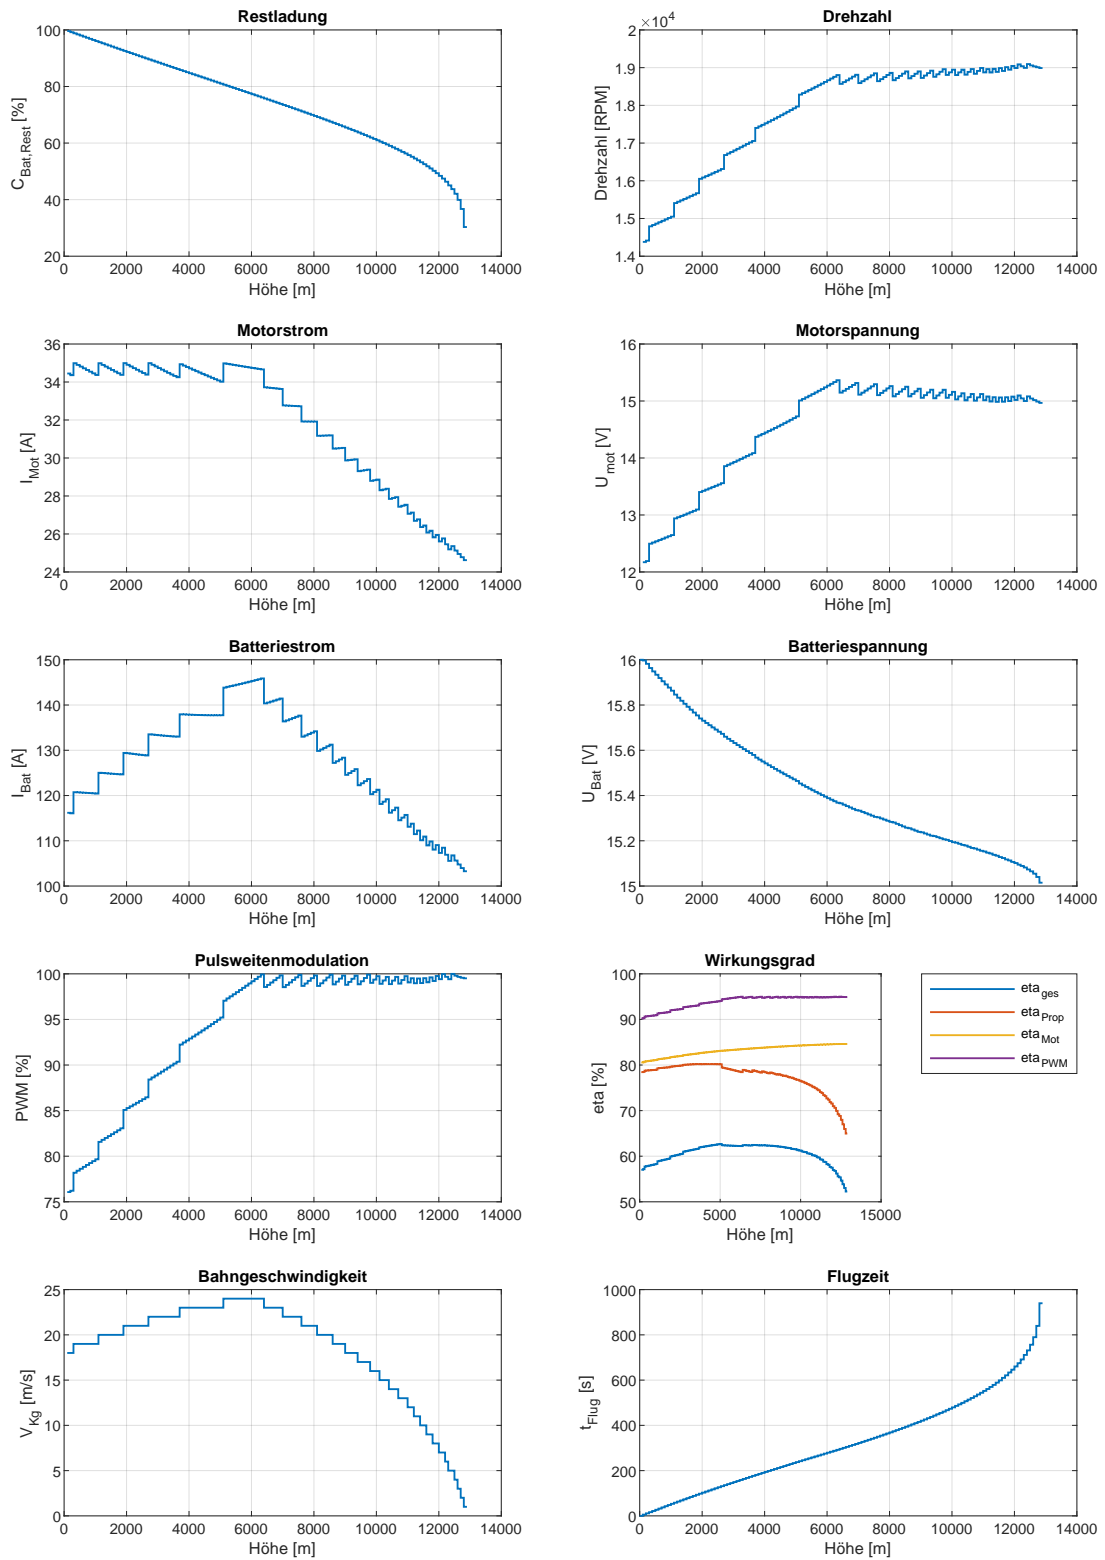 Restladung
C_Bat,Rest [%]
100
80
60
40
20
0 2000 4000 6000 8000 10000 12000 14000
Höhe [m]
Drehzahl
×10^4
Drehzahl [RPM]
2
1.9
1.8
1.7
1.6
1.5
1.4
0 2000 4000 6000 8000 10000 12000 14000
Höhe [m]
Motorstrom
I_Mot [A]
36
34
32
30
28
26
24
0 2000 4000 6000 8000 10000 12000 14000
Höhe [m]
Motorspannung
U_mot [V]
16
15
14
13
12
0 2000 4000 6000 8000 10000 12000 14000
Höhe [m]
Batteriestrom
I_Bat [A]
150
140
130
120
110
100
0 2000 4000 6000 8000 10000 12000 14000
Höhe [m]
Batteriespannung
U_Bat [V]
16
15.8
15.6
15.4
15.2
15
0 2000 4000 6000 8000 10000 12000 14000
Höhe [m]
Pulsweitenmodulation
PWM [%]
100
95
90
85
80
75
0 2000 4000 6000 8000 10000 12000 14000
Höhe [m]
Wirkungsgrad
eta [%]
100
90
80
70
60
50
0 5000 10000 15000
Höhe [m]
eta_ges
eta_Prop
eta_Mot
eta_PWM
Bahngeschwindigkeit
V_Kg [m/s]
25
20
15
10
5
0
0 2000 4000 6000 8000 10000 12000 14000
Höhe [m]
Flugzeit
t_Flug [s]
1000
800
600
400
200
0
0 2000 4000 6000 8000 10000 12000 14000
Höhe [m]